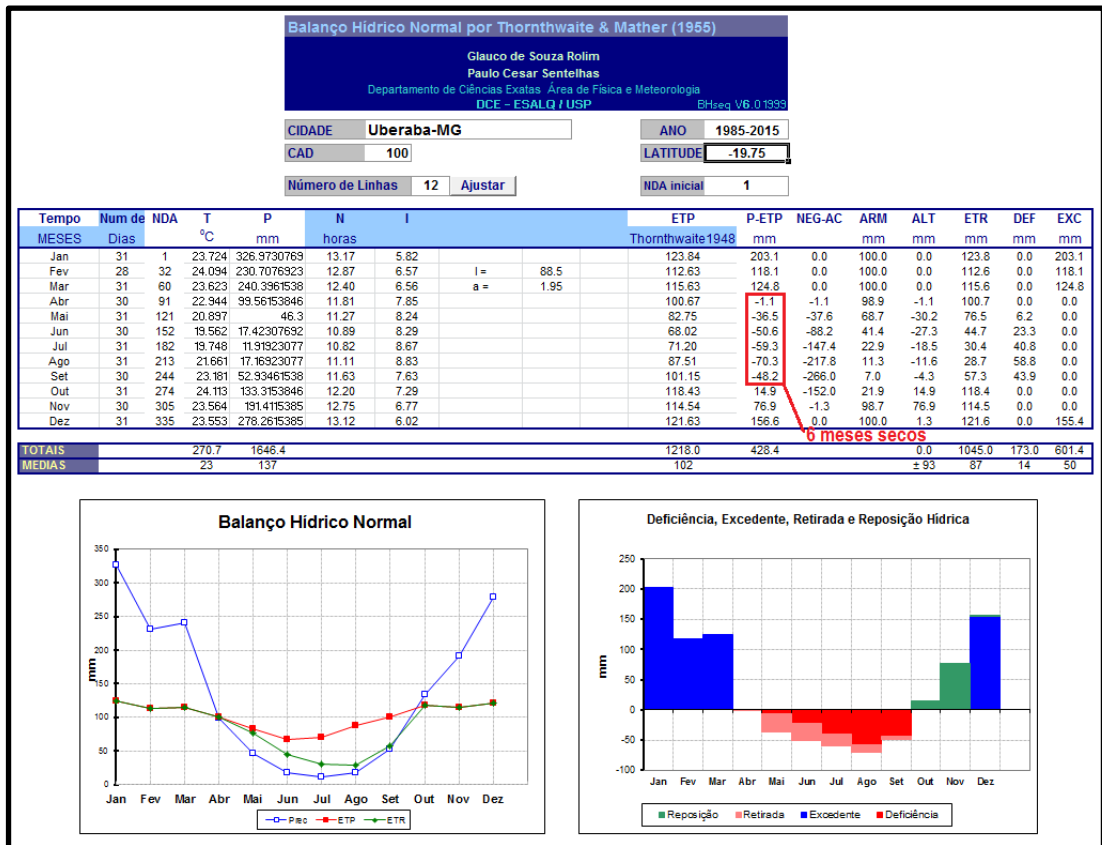 Balanço Hídrico Normal por Thornthwaite & Mather (1955)
Glauco de Souza Rolim
Paulo Cesar Sentelhas
Departamento de Ciências Exatas Área de Física e Meteorologia
DCE - ESALQ / USP BHseq V6.0 1999
CIDADE Uberaba-MG ANO 1985-2015
CAD 100 LATITUDE -19.75
Número de Linhas 12 Ajustar NDA inicial 1
Tempo Num de NDA T P N I ETP P-ETP NEG-AC ARM ALT ETR DEF EXC
MESES Dias ºC mm horas Thornthwaite1948 mm mm mm mm mm mm
Jan 31 1 23.724 326.9730769 13.17 5.82 123.84 203.1 0.0 100.0 0.0 123.8 0.0 203.1
Fev 28 32 24.094 230.7076923 12.87 6.57 I = 88.5 112.63 118.1 0.0 100.0 0.0 112.6 0.0 118.1
Mar 31 60 23.623 240.3961538 12.40 6.56 a = 1.95 115.63 124.8 0.0 100.0 0.0 115.6 0.0 124.8
Abr 30 91 22.944 99.56153846 11.81 7.85 100.67 -1.1 -1.1 98.9 -1.1 100.7 0.0 0.0
Mai 31 121 20.897 46.3 11.27 8.24 82.75 -36.5 -37.6 68.7 -30.2 76.5 6.2 0.0
Jun 30 152 19.562 17.42307692 10.89 8.29 68.02 -50.6 -88.2 41.4 -27.3 44.7 23.3 0.0
Jul 31 182 19.748 11.91923077 10.82 8.67 71.20 -59.3 -147.4 22.9 -18.5 30.4 40.8 0.0
Ago 31 213 21.661 17.16923077 11.11 8.83 87.51 -70.3 -217.8 11.3 -11.6 28.7 58.8 0.0
Set 30 244 23.181 52.93461538 11.63 7.63 101.15 -48.2 -266.0 7.0 -4.3 57.3 43.9 0.0
Out 31 274 24.113 133.3153846 12.20 7.29 118.43 14.9 -152.0 21.9 14.9 118.4 0.0 0.0
Nov 30 305 23.564 191.4115385 12.75 6.77 114.54 76.9 -1.3 98.7 76.9 114.5 0.0 0.0
Dez 31 335 23.553 278.2615385 13.12 6.02 121.63 156.6 0.0 100.0 1.3 121.6 0.0 155.4
6 meses secos
TOTAIS 270.7 1646.4 1218.0 428.4 0.0 1045.0 173.0 601.4
MEDIAS 23 137 102 ± 93 87 14 50
Balanço Hídrico Normal
350
300
250
200
150
100
50
0
mm
Jan Fev Mar Abr Mai Jun Jul Ago Set Out Nov Dez
Prec ETP ETR
Deficiência, Excedente, Retirada e Reposição Hídrica
250
200
150
100
50
0
-50
-100
mm
Jan Fev Mar Abr Mai Jun Jul Ago Set Out Nov Dez
Reposição Retirada Excedente Deficiência